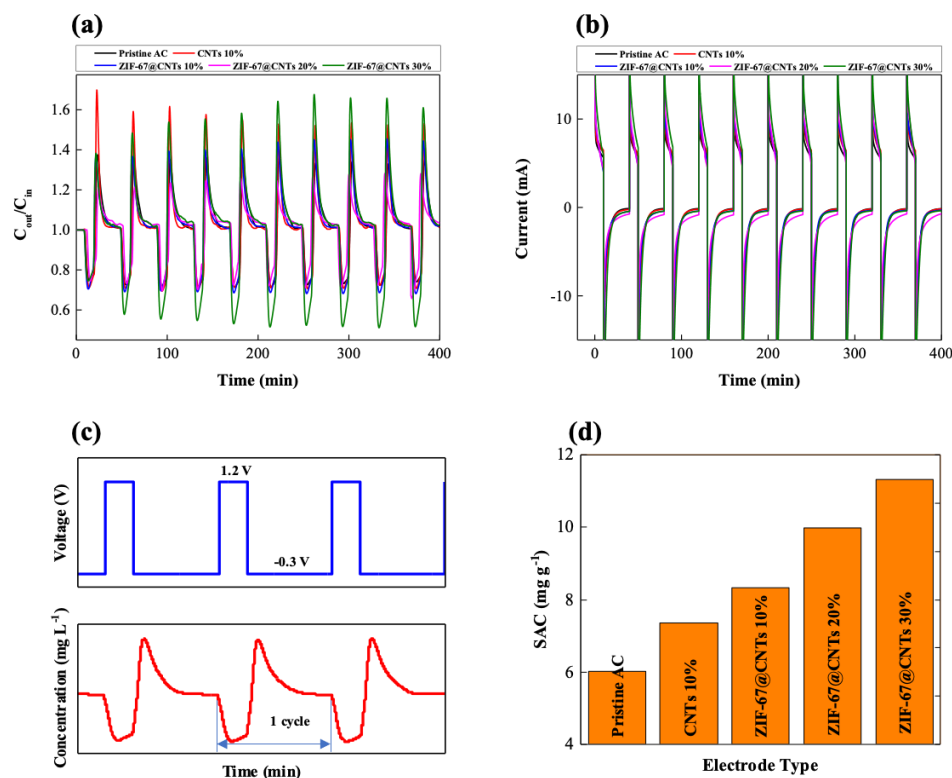 (a)
Pristine AC CNTs 10%
ZIF-67@CNTs 10% ZIF-67@CNTs 20% ZIF-67@CNTs 30%
1.6
1.4
1.2
1.0
0.8
0.6
C_out/C_in
0 100 200 300 400
Time (min)
(b)
Pristine AC CNTs 10%
ZIF-67@CNTs 10% ZIF-67@CNTs 20% ZIF-67@CNTs 30%
10
0
-10
Current (mA)
0 100 200 300 400
Time (min)
(c)
1.2 V
-0.3 V
Voltage (V)
Concentration (mg L⁻¹)
1 cycle
Time (min)
(d)
12
10
8
6
4
SAC (mg g⁻¹)
Pristine AC
CNTs 10%
ZIF-67@CNTs 10%
ZIF-67@CNTs 20%
ZIF-67@CNTs 30%
Electrode Type